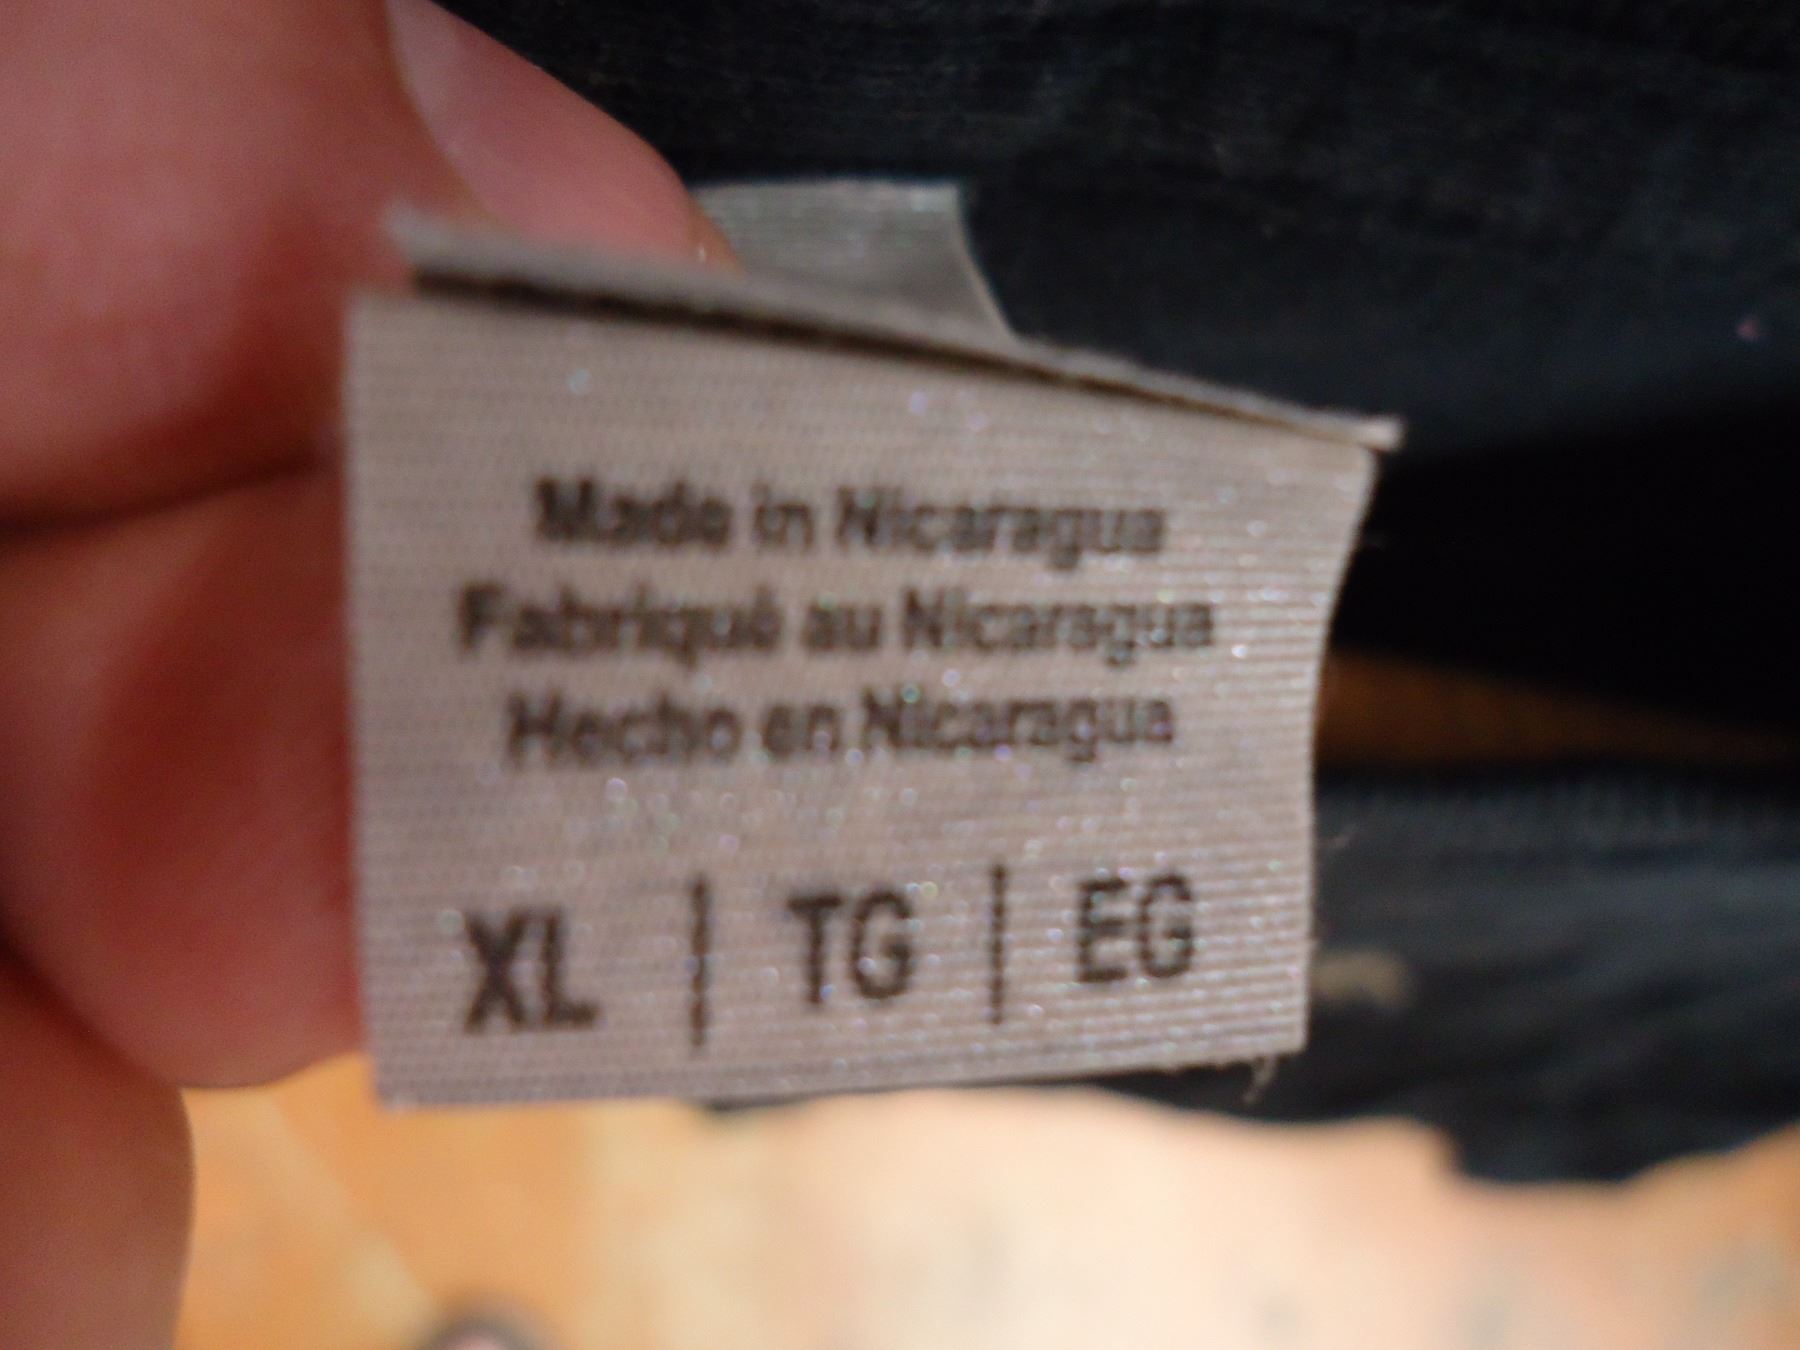 Made in Nicaragua
Fabriqué au Nicaragua
Hecho en Nicaragua
XL | TG | EG